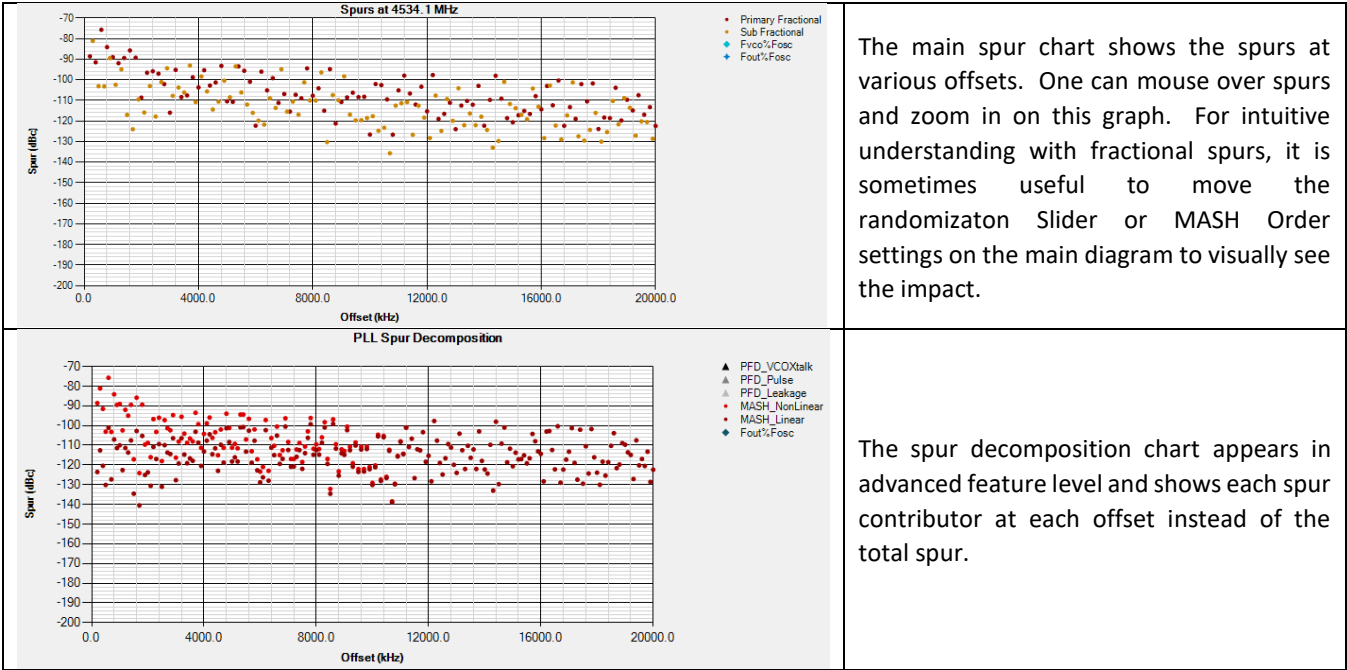 Spurs at 4534.1 MHz
-70
-80
-90
-100
-110
-120
-130
-140
-150
-160
-170
-180
-190
-200
Spur (dBc)
0.0 4000.0 8000.0 12000.0 16000.0 20000.0
Offset (kHz)
Primary Fractional
Sub Fractional
Fvco%Fosc
Fout%Fosc
The main spur chart shows the spurs at
various offsets. One can mouse over spurs
and zoom in on this graph. For intuitive
understanding with fractional spurs, it is
sometimes useful to move the
randomizaton Slider or MASH Order
settings on the main diagram to visually see
the impact.
PLL Spur Decomposition
-70
-80
-90
-100
-110
-120
-130
-140
-150
-160
-170
-180
-190
-200
Spur (dBc)
0.0 4000.0 8000.0 12000.0 16000.0 20000.0
Offset (kHz)
PFD_VCOXtalk
PFD_Pulse
PFD_Leakage
MASH_NonLinear
MASH_Linear
Fout%Fosc
The spur decomposition chart appears in
advanced feature level and shows each spur
contributor at each offset instead of the
total spur.